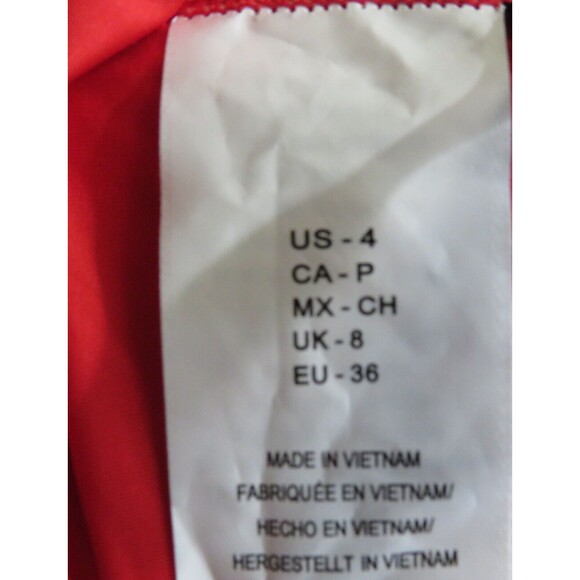 US - 4
CA - P
MX - CH
UK - 8
EU - 36
MADE IN VIETNAM
FABRIQUÉE EN VIETNAM/
HECHO EN VIETNAM/
HERGESTELLT IN VIETNAM